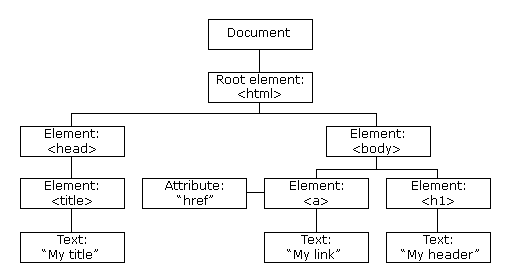 Document
Root element:
<html>
Element:
<head>
Element:
<body>
Element:
<title>
Attribute:
“href”
Element:
<a>
Element:
<h1>
Text:
“My title”
Text:
“My link”
Text:
“My header”